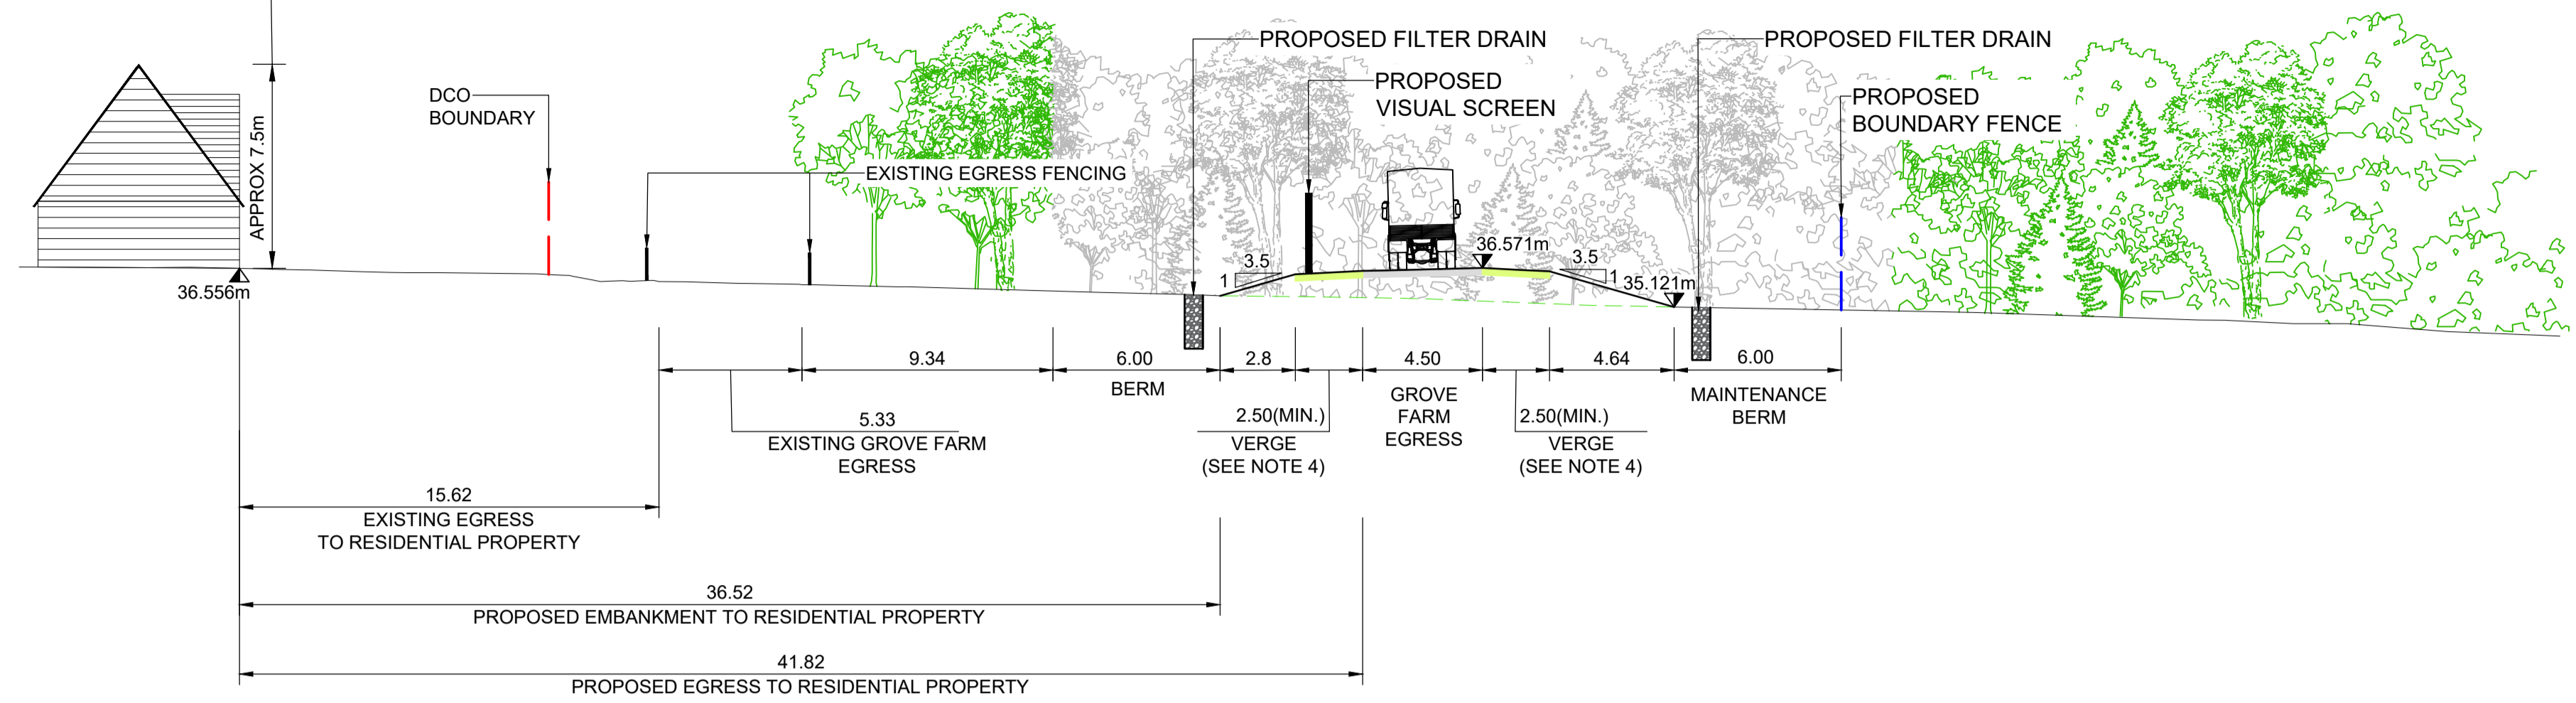 PROPOSED FILTER DRAIN
PROPOSED FILTER DRAIN
PROPOSED
VISUAL SCREEN
DCO
BOUNDARY
PROPOSED
BOUNDARY FENCE
APPROX 7.5m
EXISTING EGRESS FENCING
36.556m
3.5
1
36.571m
3.5
1
35.121m
9.34
6.00
BERM
2.8
4.50
GROVE
FARM
EGRESS
4.64
6.00
MAINTENANCE
BERM
5.33
EXISTING GROVE FARM
EGRESS
2.50(MIN.)
VERGE
(SEE NOTE 4)
2.50(MIN.)
VERGE
(SEE NOTE 4)
15.62
EXISTING EGRESS
TO RESIDENTIAL PROPERTY
36.52
PROPOSED EMBANKMENT TO RESIDENTIAL PROPERTY
41.82
PROPOSED EGRESS TO RESIDENTIAL PROPERTY